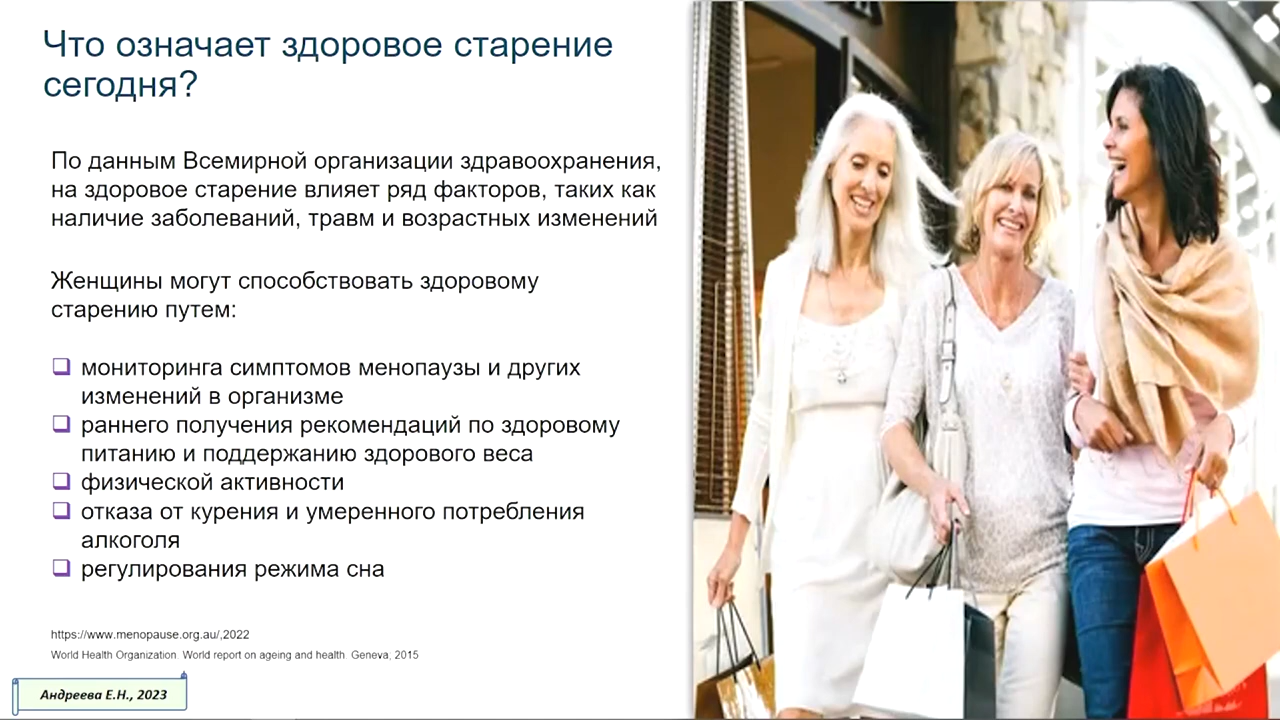 Что означает здоровое старение
сегодня?
По данным Всемирной организации здравоохранения,
на здоровое старение влияет ряд факторов, таких как
наличие заболеваний, травм и возрастных изменений
Женщины могут способствовать здоровому
старению путем:
мониторинга симптомов менопаузы и других
изменений в организме
раннего получения рекомендаций по здоровому
питанию и поддержанию здорового веса
физической активности
отказа от курения и умеренного потребления
алкоголя
регулирования режима сна
https://www.menopause.org.au/,2022
World Health Organization. World report on ageing and health. Geneva; 2015
Андреева Е.Н., 2023